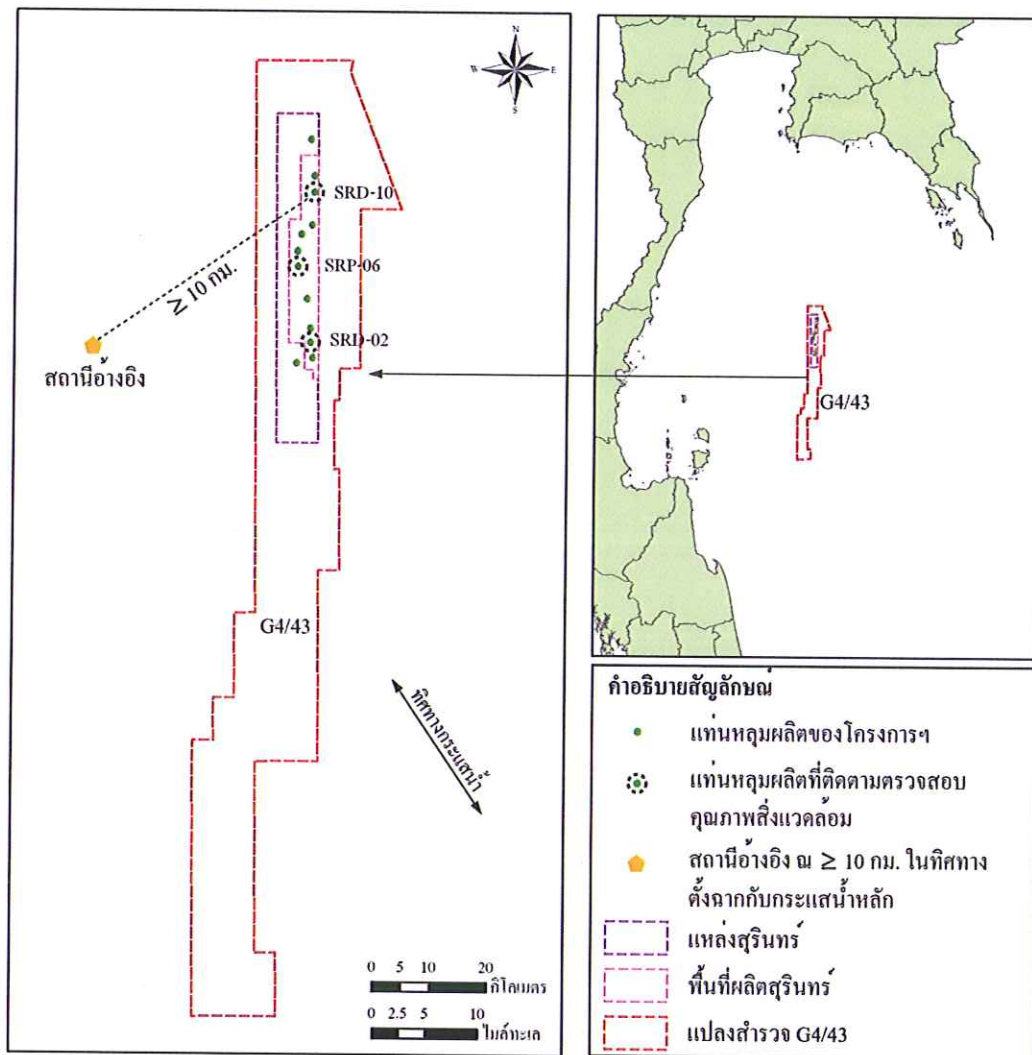 N
W E
S
SRD-10
≥ 10 กม.
SRP-06
SRD-02
สถานีอ้างอิง
G4/43
ทิศทางกระแสน้ำ
0 5 10 20
กิโลเมตร
0 2.5 5 10
ไมล์ทะเล
G4/43
คำอธิบายสัญลักษณ์
แท่นหลุมผลิตของโครงการฯ
แท่นหลุมผลิตที่ติดตามตรวจสอบ
คุณภาพสิ่งแวดล้อม
สถานีอ้างอิง ณ ≥ 10 กม. ในทิศทาง
ตั้งฉากกับกระแสน้ำหลัก
แหล่งสุรินทร์
พื้นที่ผลิตสุรินทร์
แปลงสำรวจ G4/43